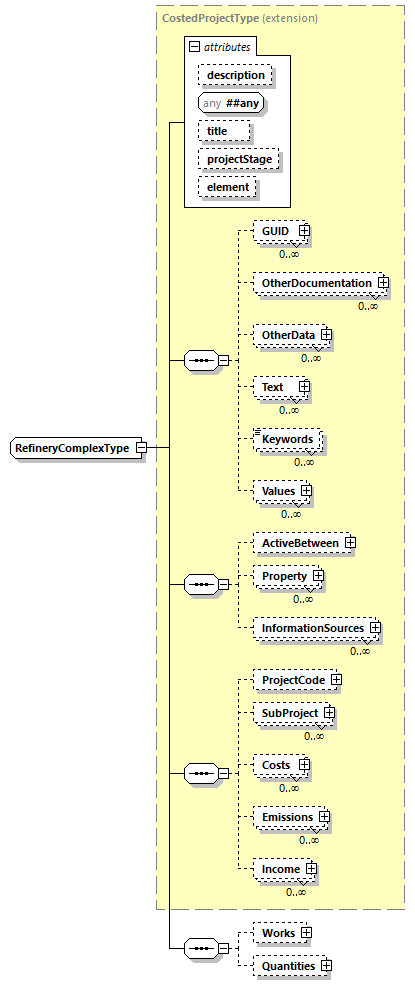 CostedProjectType (extension)
attributes
description
any ##any
title
projectStage
element
GUID
0..∞
OtherDocumentation
0..∞
OtherData
0..∞
Text
0..∞
RefineryComplexType
Keywords
0..∞
Values
0..∞
ActiveBetween
Property
0..∞
InformationSources
0..∞
ProjectCode
SubProject
0..∞
Costs
0..∞
Emissions
0..∞
Income
0..∞
Works
Quantities